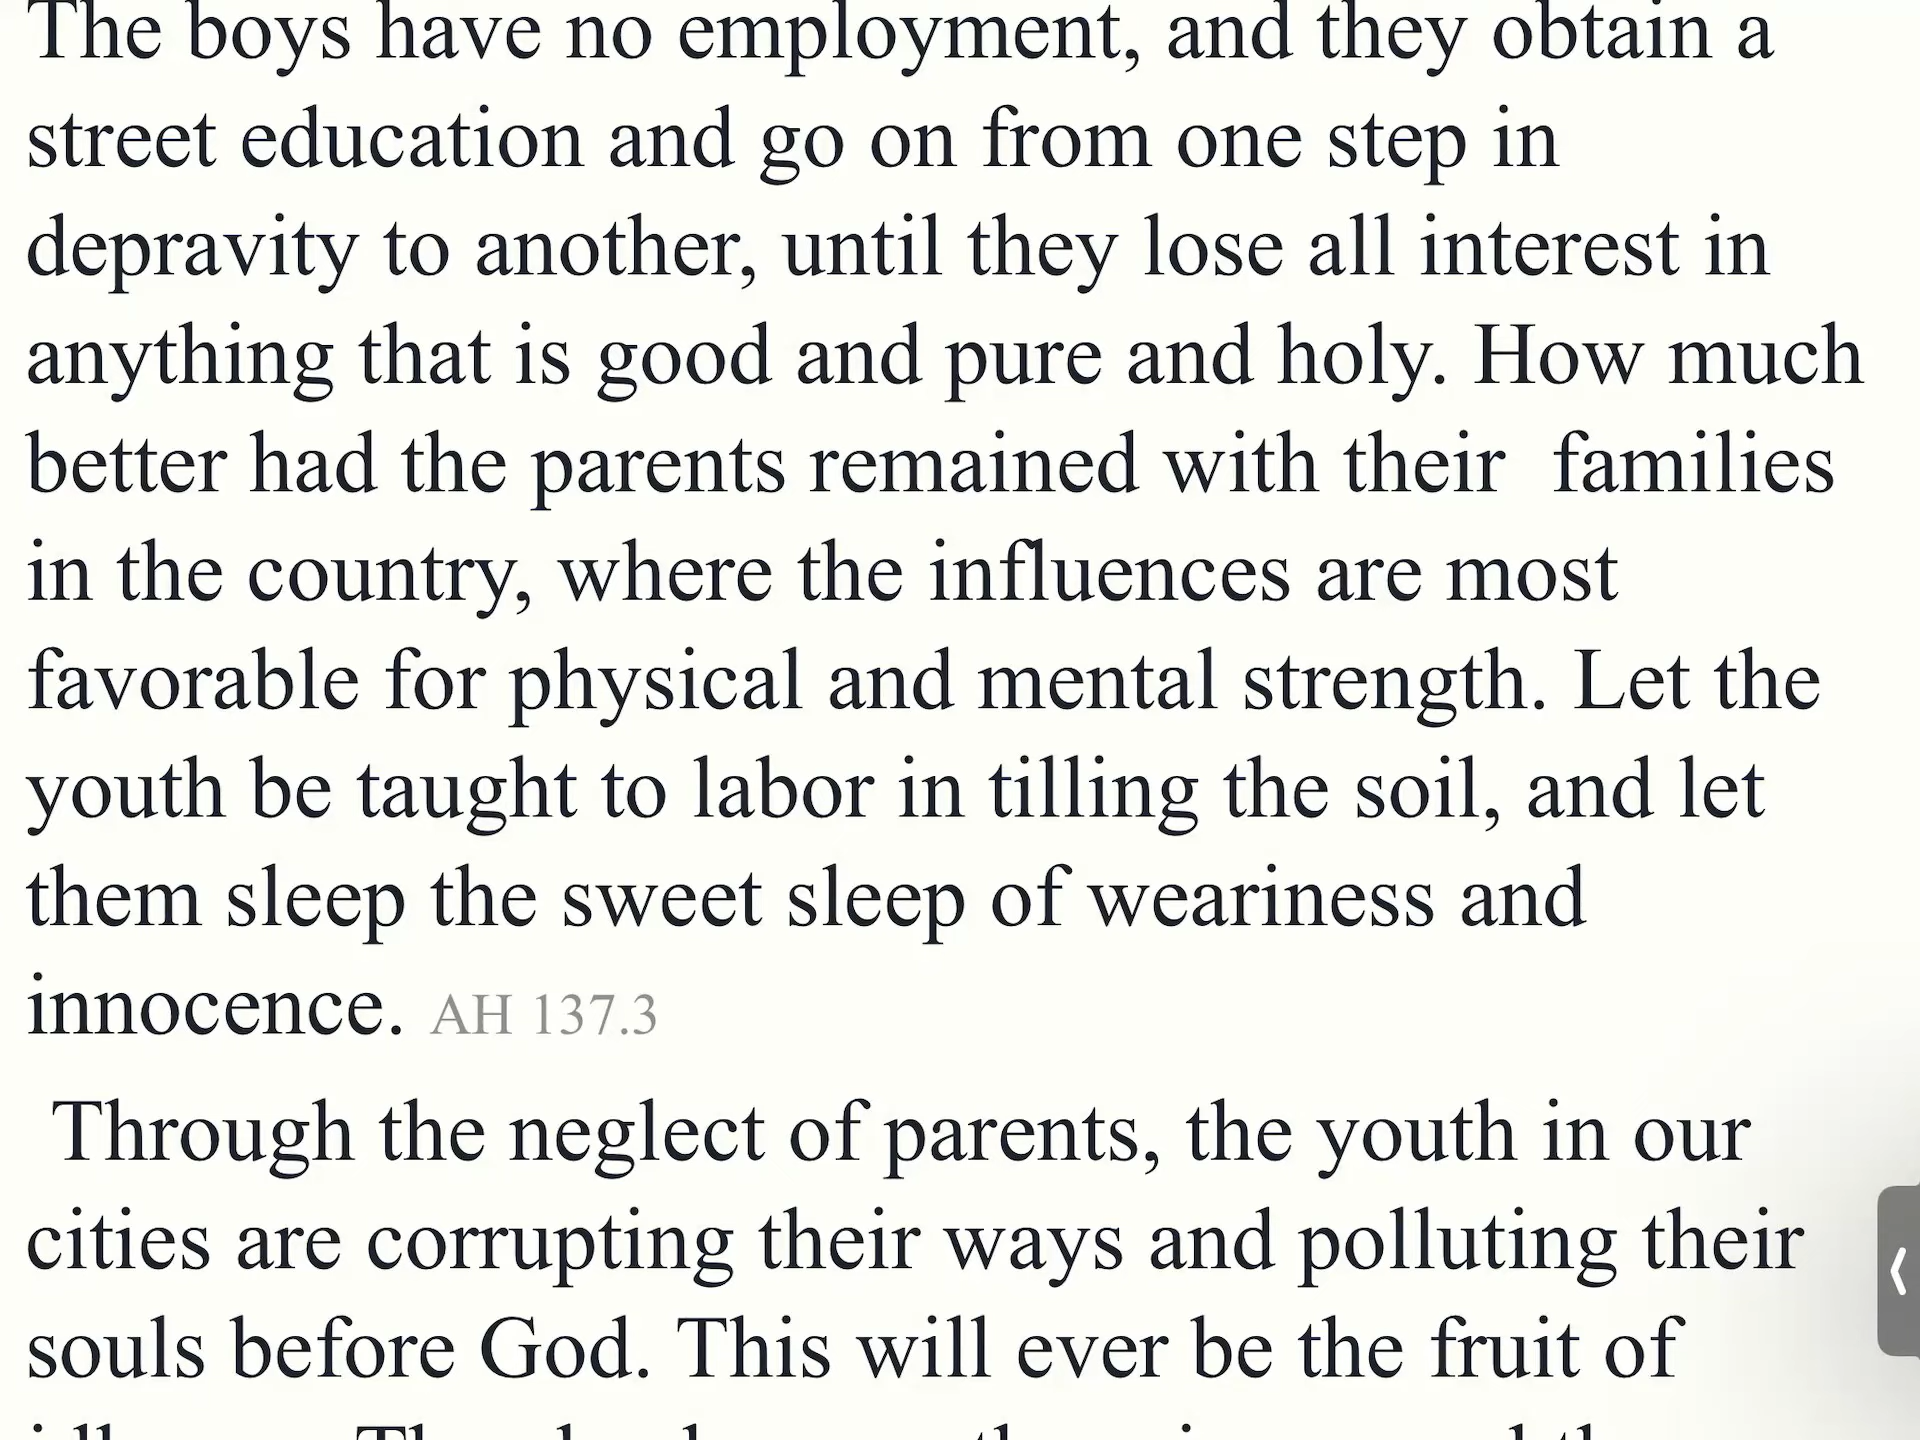 The boys have no employment, and they obtain a
street education and go on from one step in
depravity to another, until they lose all interest in
anything that is good and pure and holy. How much
better had the parents remained with their families
in the country, where the influences are most
favorable for physical and mental strength. Let the
youth be taught to labor in tilling the soil, and let
them sleep the sweet sleep of weariness and
innocence. AH 137.3
Through the neglect of parents, the youth in our
cities are corrupting their ways and polluting their
souls before God. This will ever be the fruit of